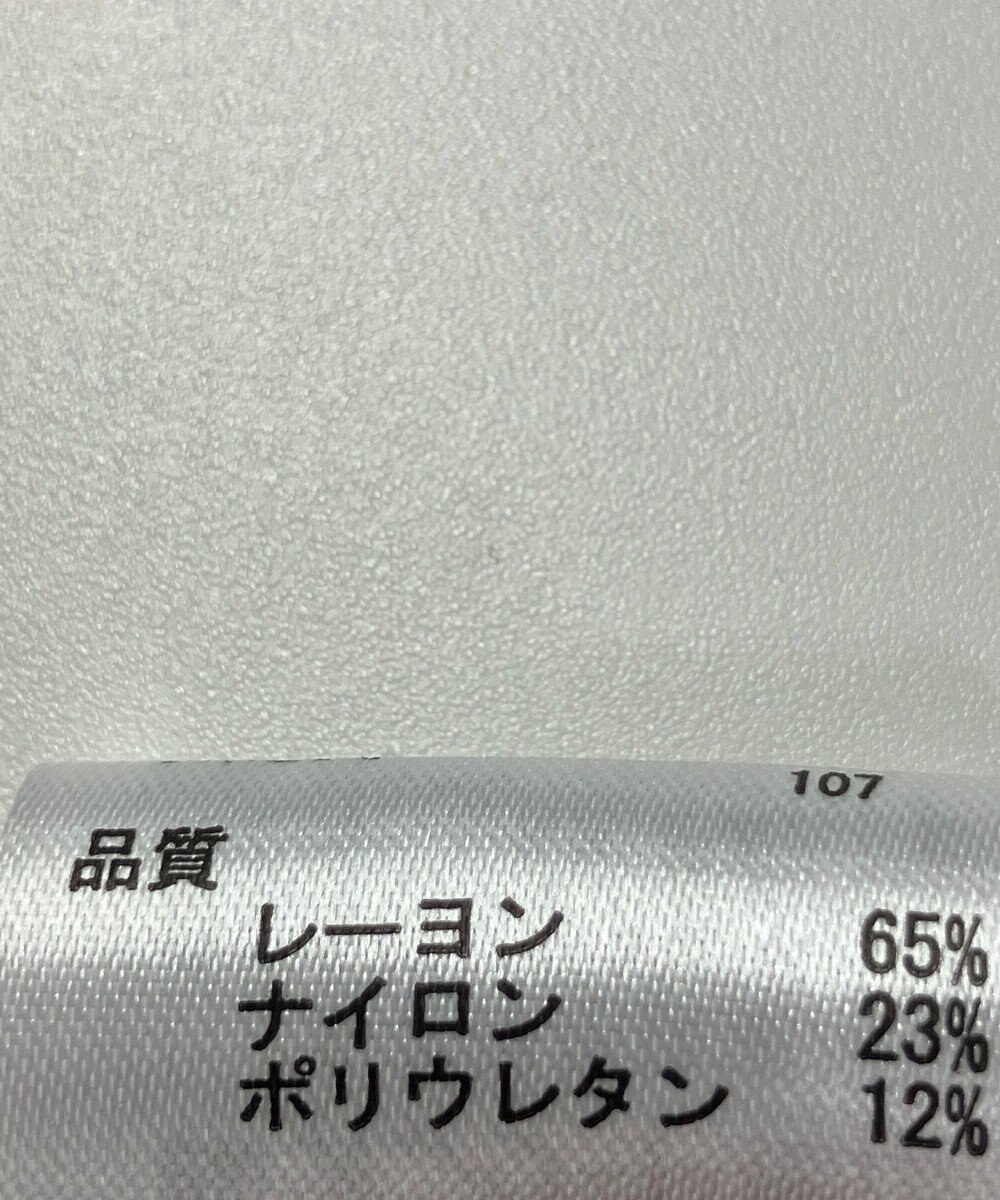 107
品質
レーヨン 65%
ナイロン 23%
ポリウレタン 12%